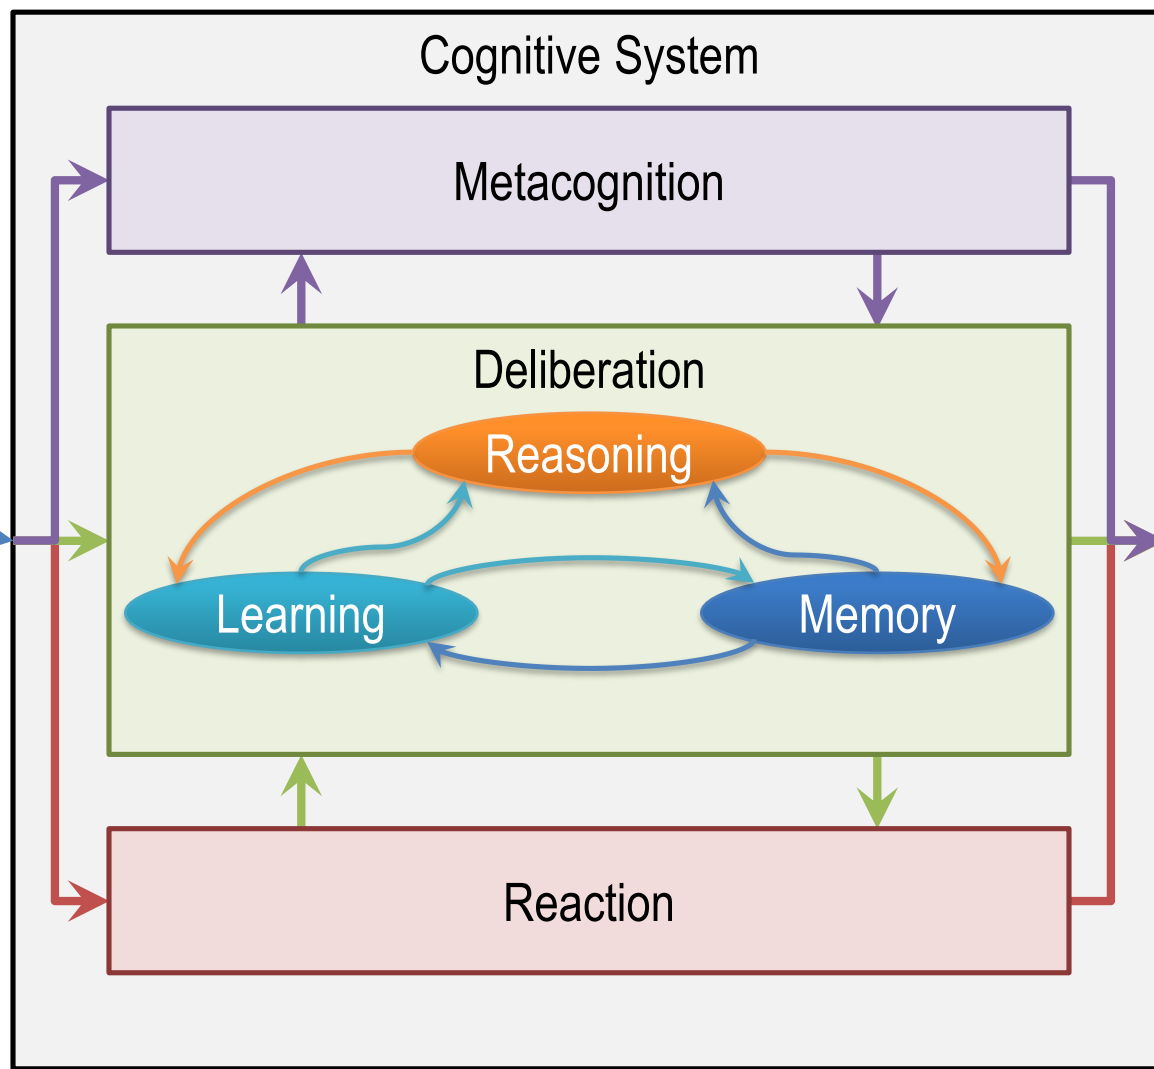 Cognitive System
Metacognition
Deliberation
Reasoning
Learning
Memory
Reaction